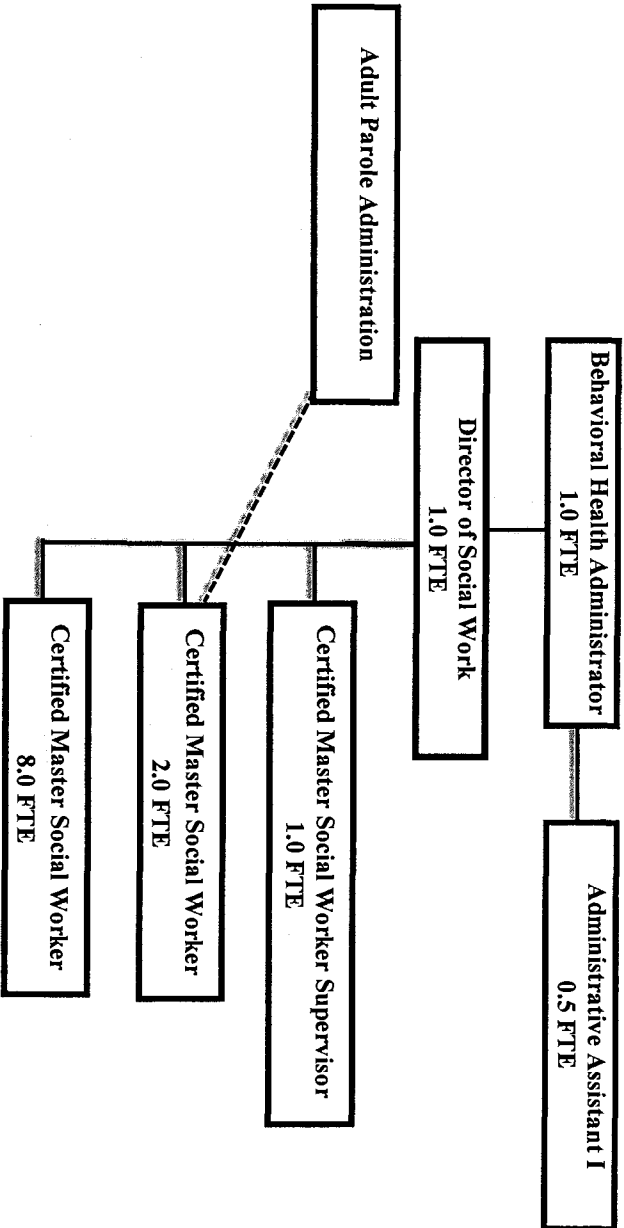 Behavioral Health Administrator
1.0 FTE
Administrative Assistant I
0.5 FTE
Director of Social Work
1.0 FTE
Adult Parole Administration
Certified Master Social Worker Supervisor
1.0 FTE
Certified Master Social Worker
2.0 FTE
Certified Master Social Worker
8.0 FTE